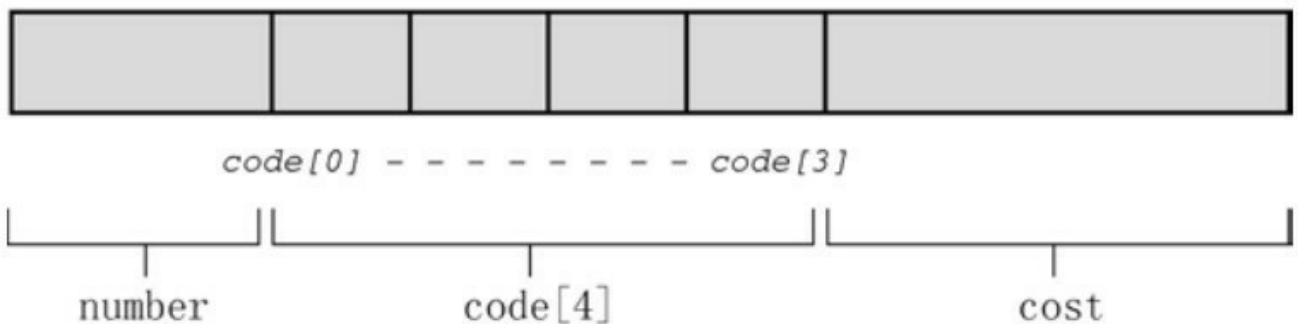 code[0] - - - - - - - - code[3]
number code[4] cost